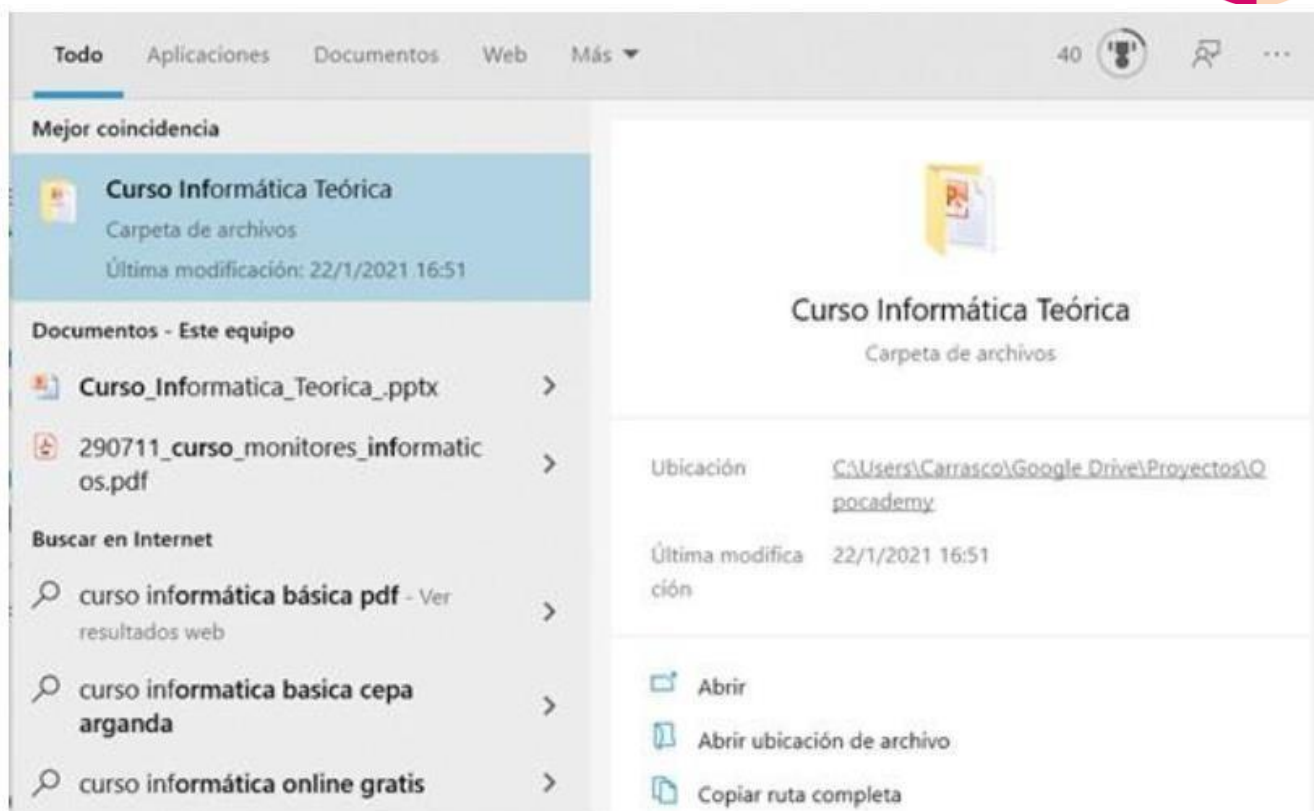 Todo Aplicaciones Documentos Web Más 40
Mejor coincidencia
Curso Informática Teórica
Carpeta de archivos
Última modificación: 22/1/2021 16:51
Documentos - Este equipo
Curso_Informatica_Teorica_.pptx
290711_curso_monitores_informatic
os.pdf
Buscar en Internet
curso informática básica pdf - Ver
resultados web
curso informatica basica cepa
arganda
curso informática online gratis
Curso Informática Teórica
Carpeta de archivos
Ubicación C:\Users\Carrasco\Google Drive\Proyectos\O
pocademy
Última modifica 22/1/2021 16:51
ción
Abrir
Abrir ubicación de archivo
Copiar ruta completa